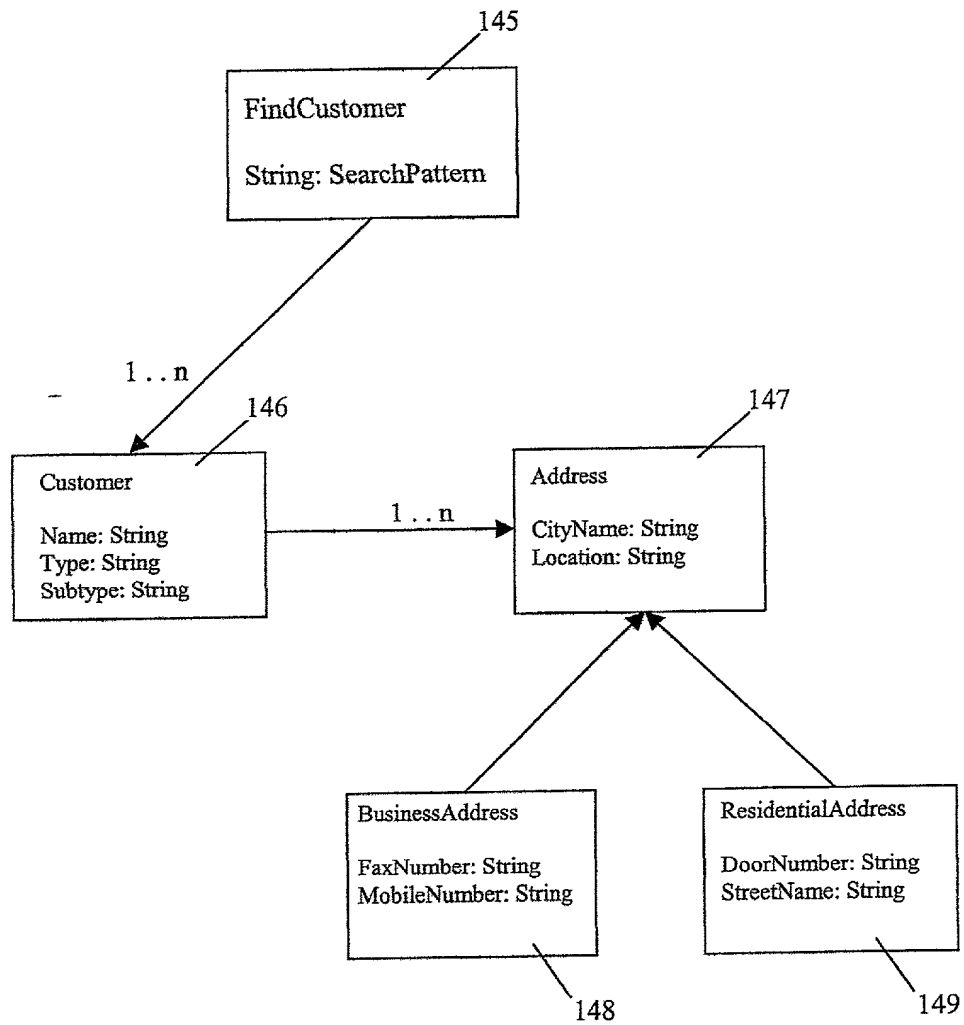 145
FindCustomer
String: SearchPattern
1 . . n
146
Customer
Name: String
Type: String
Subtype: String
1 . . n
147
Address
CityName: String
Location: String
BusinessAddress
FaxNumber: String
MobileNumber: String
148
ResidentialAddress
DoorNumber: String
StreetName: String
149